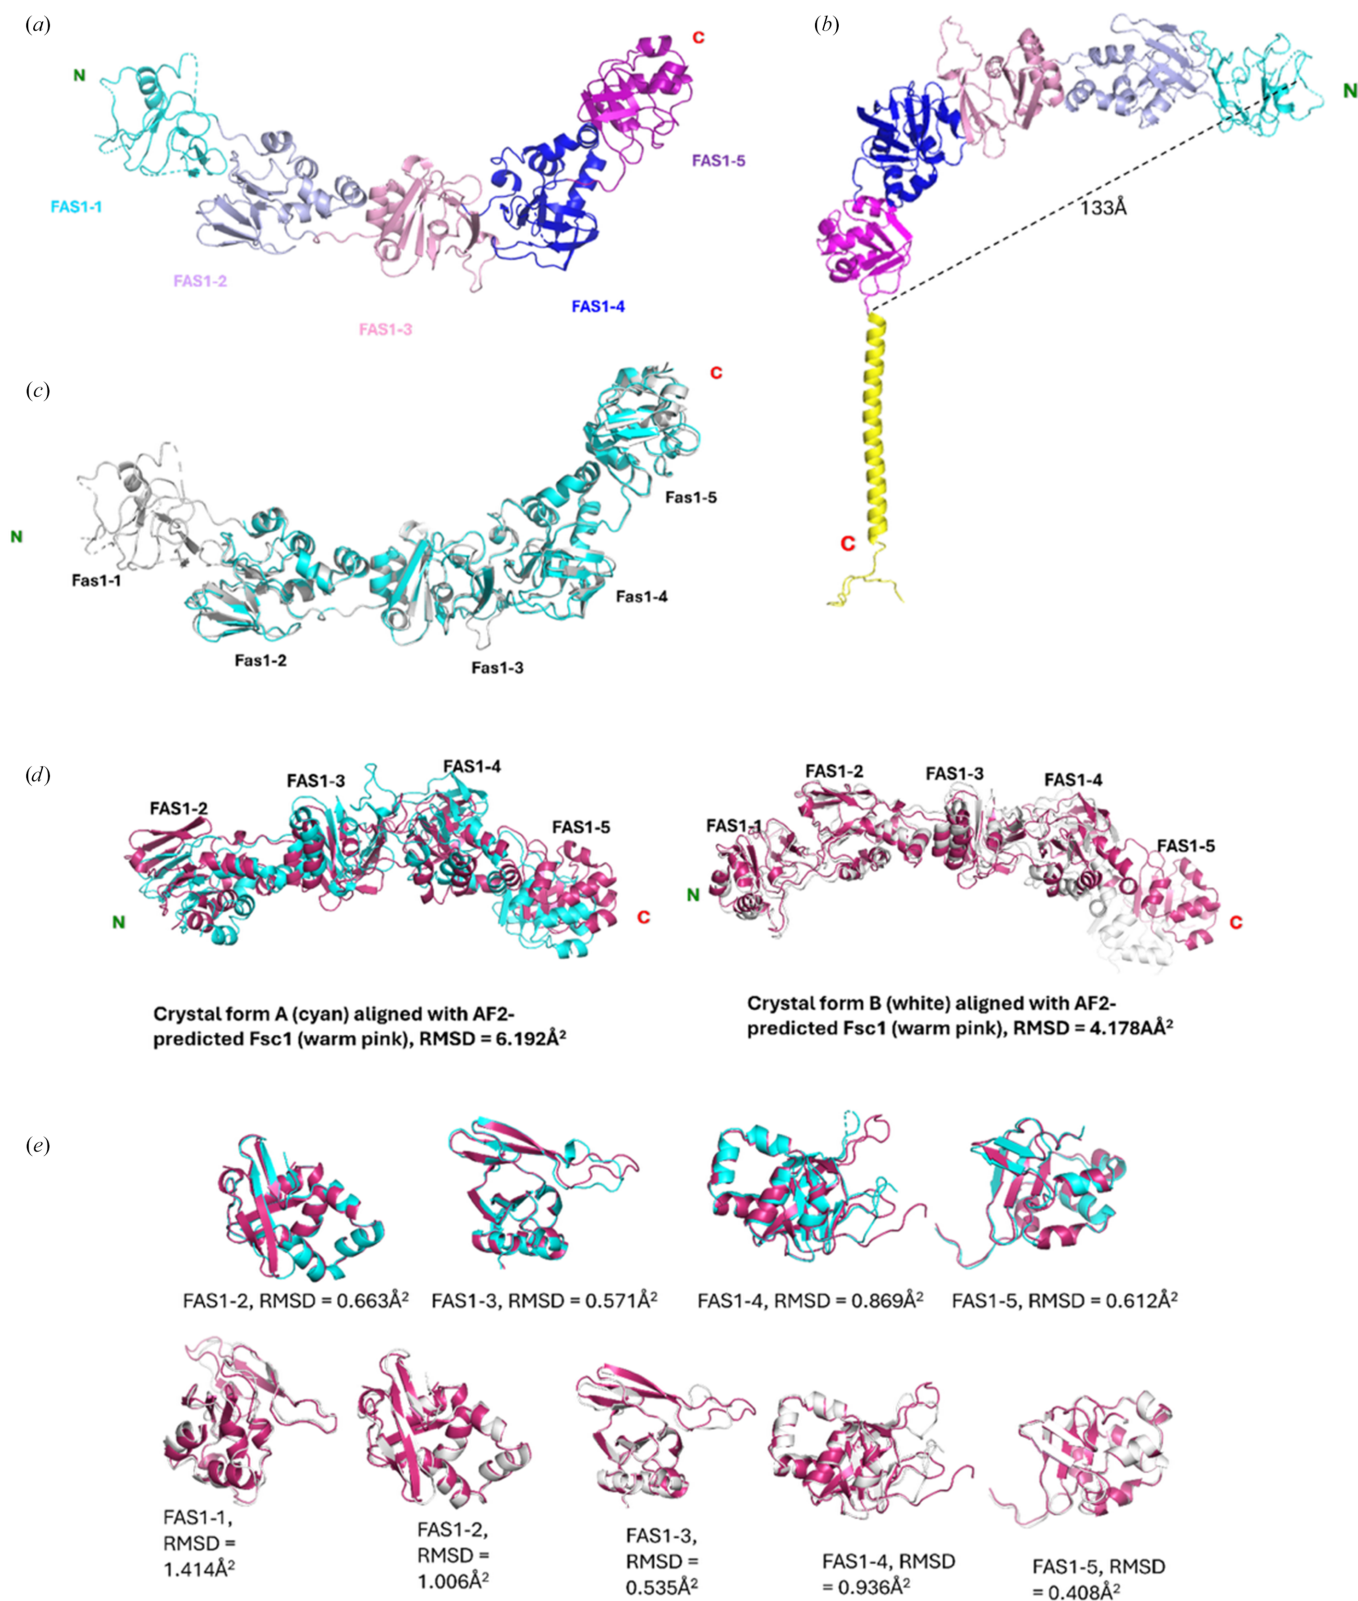 (a)
N
C
FAS1-1
FAS1-2
FAS1-3
FAS1-4
FAS1-5
(b)
N
133Å
C
(c)
C
N
Fas1-1
Fas1-2
Fas1-3
Fas1-4
Fas1-5
(d)
FAS1-2
FAS1-3
FAS1-4
FAS1-5
N
C
Crystal form A (cyan) aligned with AF2-
predicted Fsc1 (warm pink), RMSD = 6.192Å²
FAS1-1
FAS1-2
FAS1-3
FAS1-4
FAS1-5
N
C
Crystal form B (white) aligned with AF2-
predicted Fsc1 (warm pink), RMSD = 4.178AÅ²
(e)
FAS1-2, RMSD = 0.663Å²
FAS1-3, RMSD = 0.571Å²
FAS1-4, RMSD = 0.869Å²
FAS1-5, RMSD = 0.612Å²
FAS1-1,
RMSD =
1.414Å²
FAS1-2,
RMSD =
1.006Å²
FAS1-3,
RMSD =
0.535Å²
FAS1-4, RMSD
= 0.936Å²
FAS1-5, RMSD
= 0.408Å²